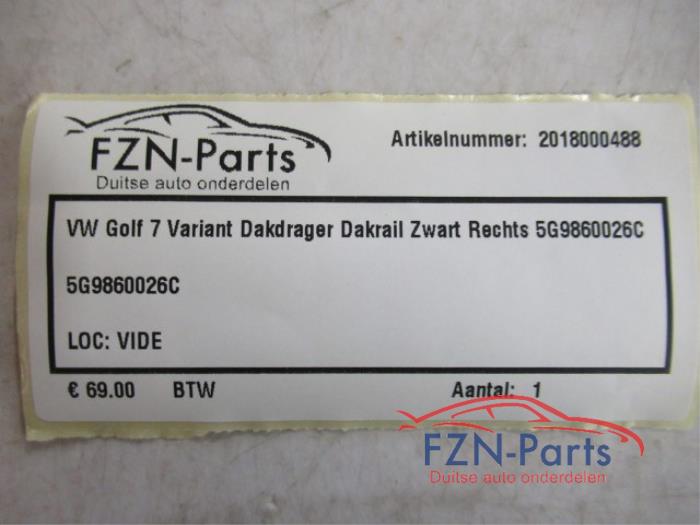 FZN-Parts
Duitse auto onderdelen
Artikelnummer: 2018000488
VW Golf 7 Variant Dakdrager Dakrail Zwart Rechts 5G9860026C
5G9860026C
LOC: VIDE
€ 69.00 BTW Aantal: 1
FZN-Parts
Duitse auto onderdelen